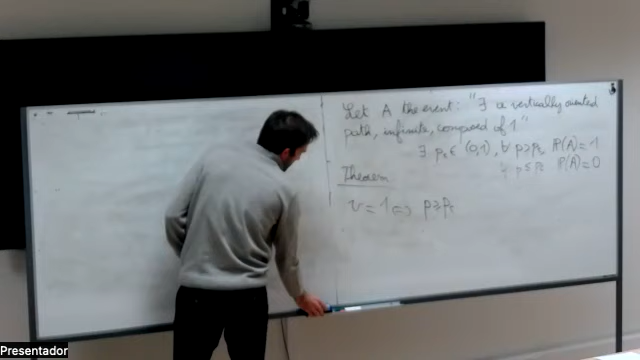 Let A the event: "∃ a vertically oriented
path, infinite, composed of 1"
∃ p_c ∈ (0,1), ∀ p>p_c P(A)=1
∀ p≤p_c P(A)=0
Theorem
v=1 ⇔ p≥p_c
Presentador